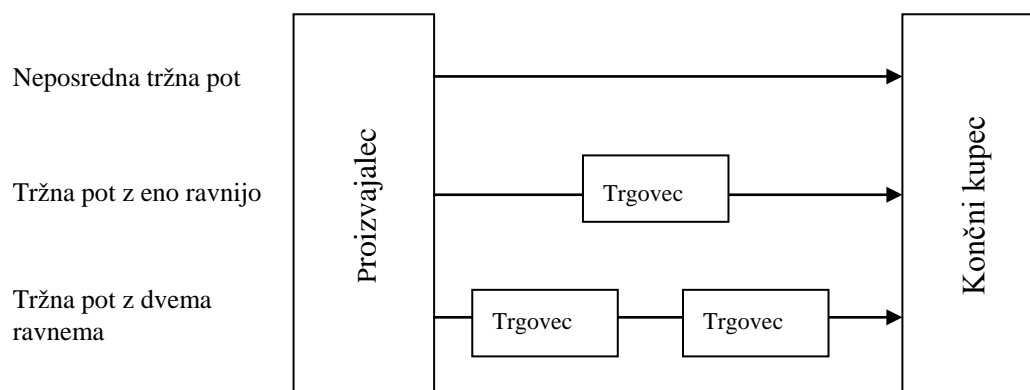 Neposredna tržna pot
Tržna pot z eno ravnijo
Tržna pot z dvema
ravnema
Proizvajalec
Trgovec
Trgovec
Trgovec
Končni kupec